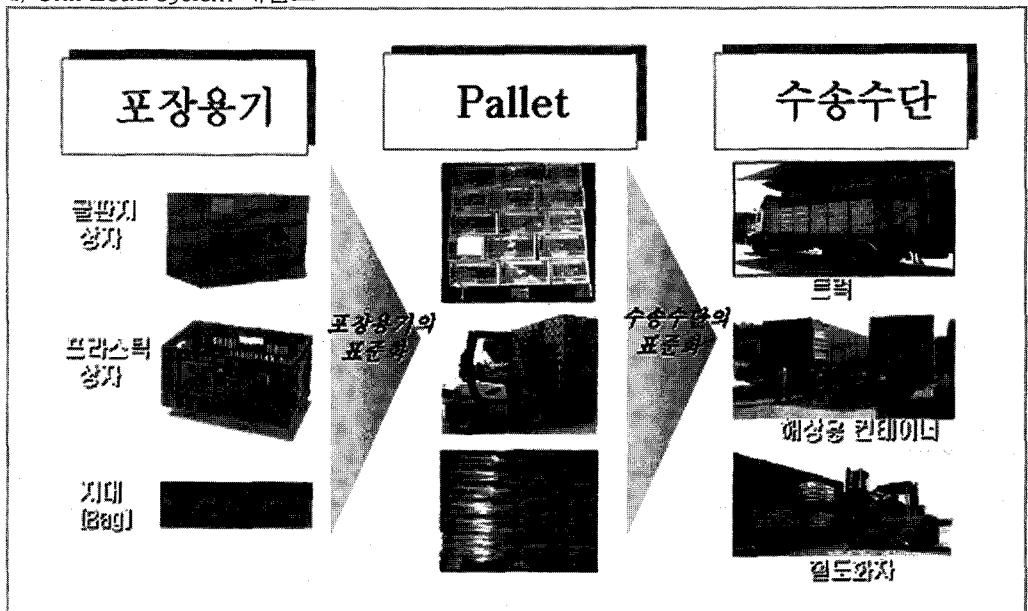 포장용기
Pallet
수송수단
골판지
상자
프라스틱
상자
지대
(Bag)
포장용기의
표준화
수송수단의
표준화
트럭
해상용 컨테이너
철도화차